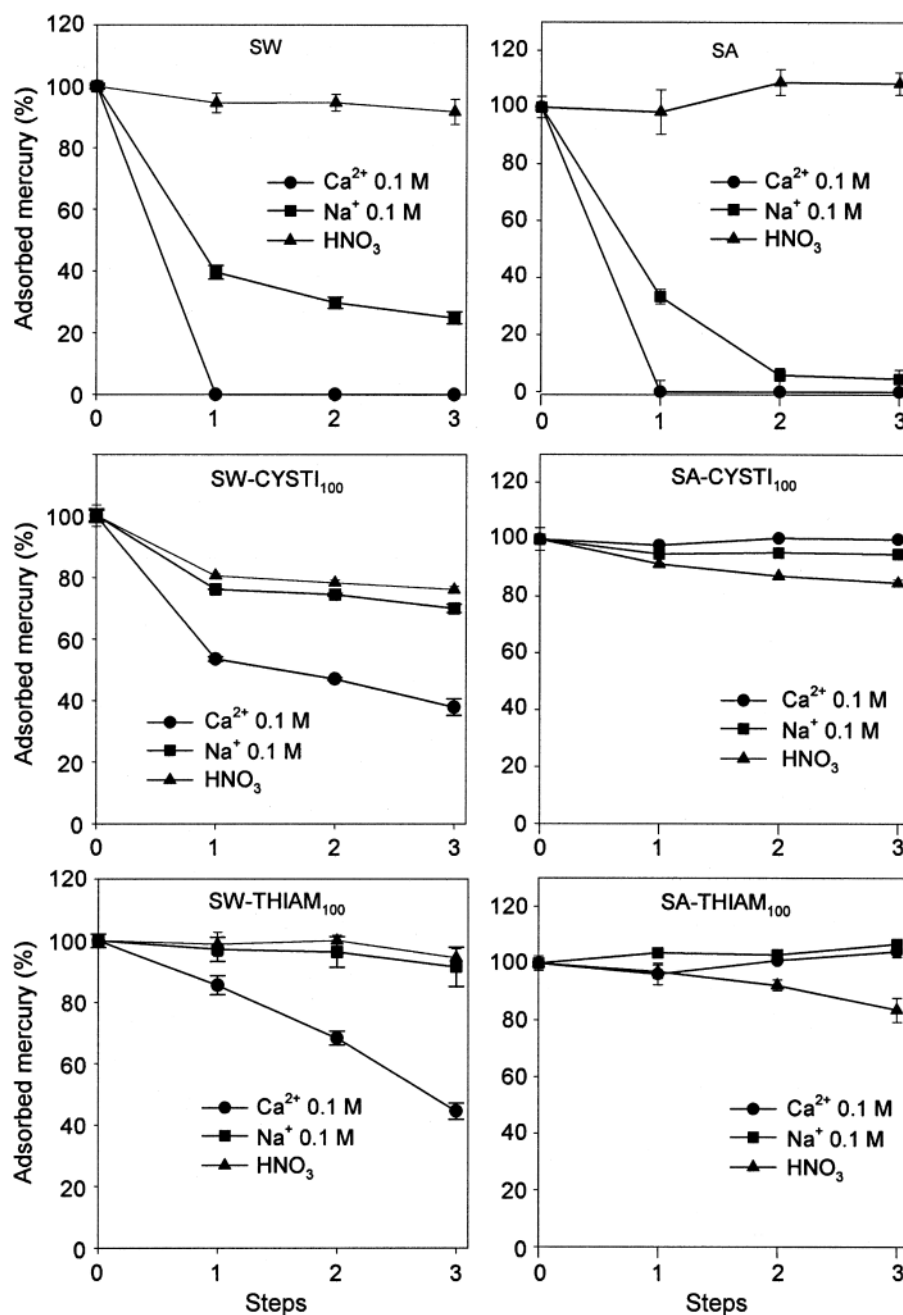 SW
Adsorbed mercury (%)
120
100
80
60
40
20
0
Ca²⁺ 0.1 M
Na⁺ 0.1 M
HNO₃
0 1 2 3
SA
120
100
80
60
40
20
0
Ca²⁺ 0.1 M
Na⁺ 0.1 M
HNO₃
0 1 2 3
SW-CYSTI₁₀₀
Adsorbed mercury (%)
100
80
60
40
20
0
Ca²⁺ 0.1 M
Na⁺ 0.1 M
HNO₃
0 1 2 3
SA-CYSTI₁₀₀
120
100
80
60
40
20
0
Ca²⁺ 0.1 M
Na⁺ 0.1 M
HNO₃
0 1 2 3
SW-THIAM₁₀₀
Adsorbed mercury (%)
120
100
80
60
40
20
0
Ca²⁺ 0.1 M
Na⁺ 0.1 M
HNO₃
0 1 2 3
Steps
SA-THIAM₁₀₀
120
100
80
60
40
20
0
Ca²⁺ 0.1 M
Na⁺ 0.1 M
HNO₃
0 1 2 3
Steps